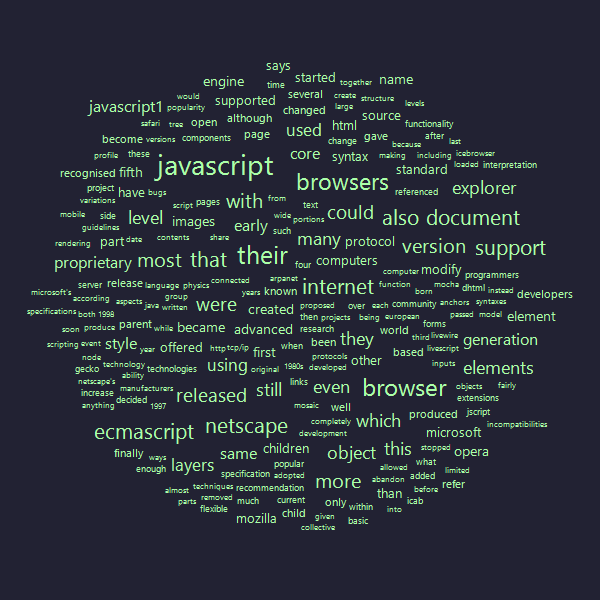 says
engine time started together name
would create structure
javascript1 popularity supported several large levels
safari tree open although changed source functionality
become versions components page used html gave after
change because last
profile these javascript core syntax making including icebrowser
recognised fifth standard loaded interpretation
project have bugs browsers referenced explorer
variations script pages with from text
mobile side level images early wide portions could also document
guidelines such
rendering part date contents share many protocol version support
proprietary most that their four computers computer modify programmers
server release language physics connected arpanet internet function born mocha dhtml instead developers
microsoft's according aspects java group years known over each community anchors syntaxes
specifications both 1998 written were created proposed then projects being european passed model element
soon produce parent while became advanced research world forms
scripting event style year offered http tcp/ip first when been they third livewire generation
node technology protocols based livescript
gecko ability technologies using original 1980s developed other inputs elements
netscape's manufacturers links even browser objects fairly
increase decided released still extensions
anything 1997 mosaic well produced jscript
ecmascript netscape completely which incompatibilities
development microsoft
finally ways same children object this stopped opera
enough layers popular allowed what
specification adopted more abandon added limited
almost techniques recommendation than before refer
parts removed much current only into icab
flexible mozilla child given within basic
collective